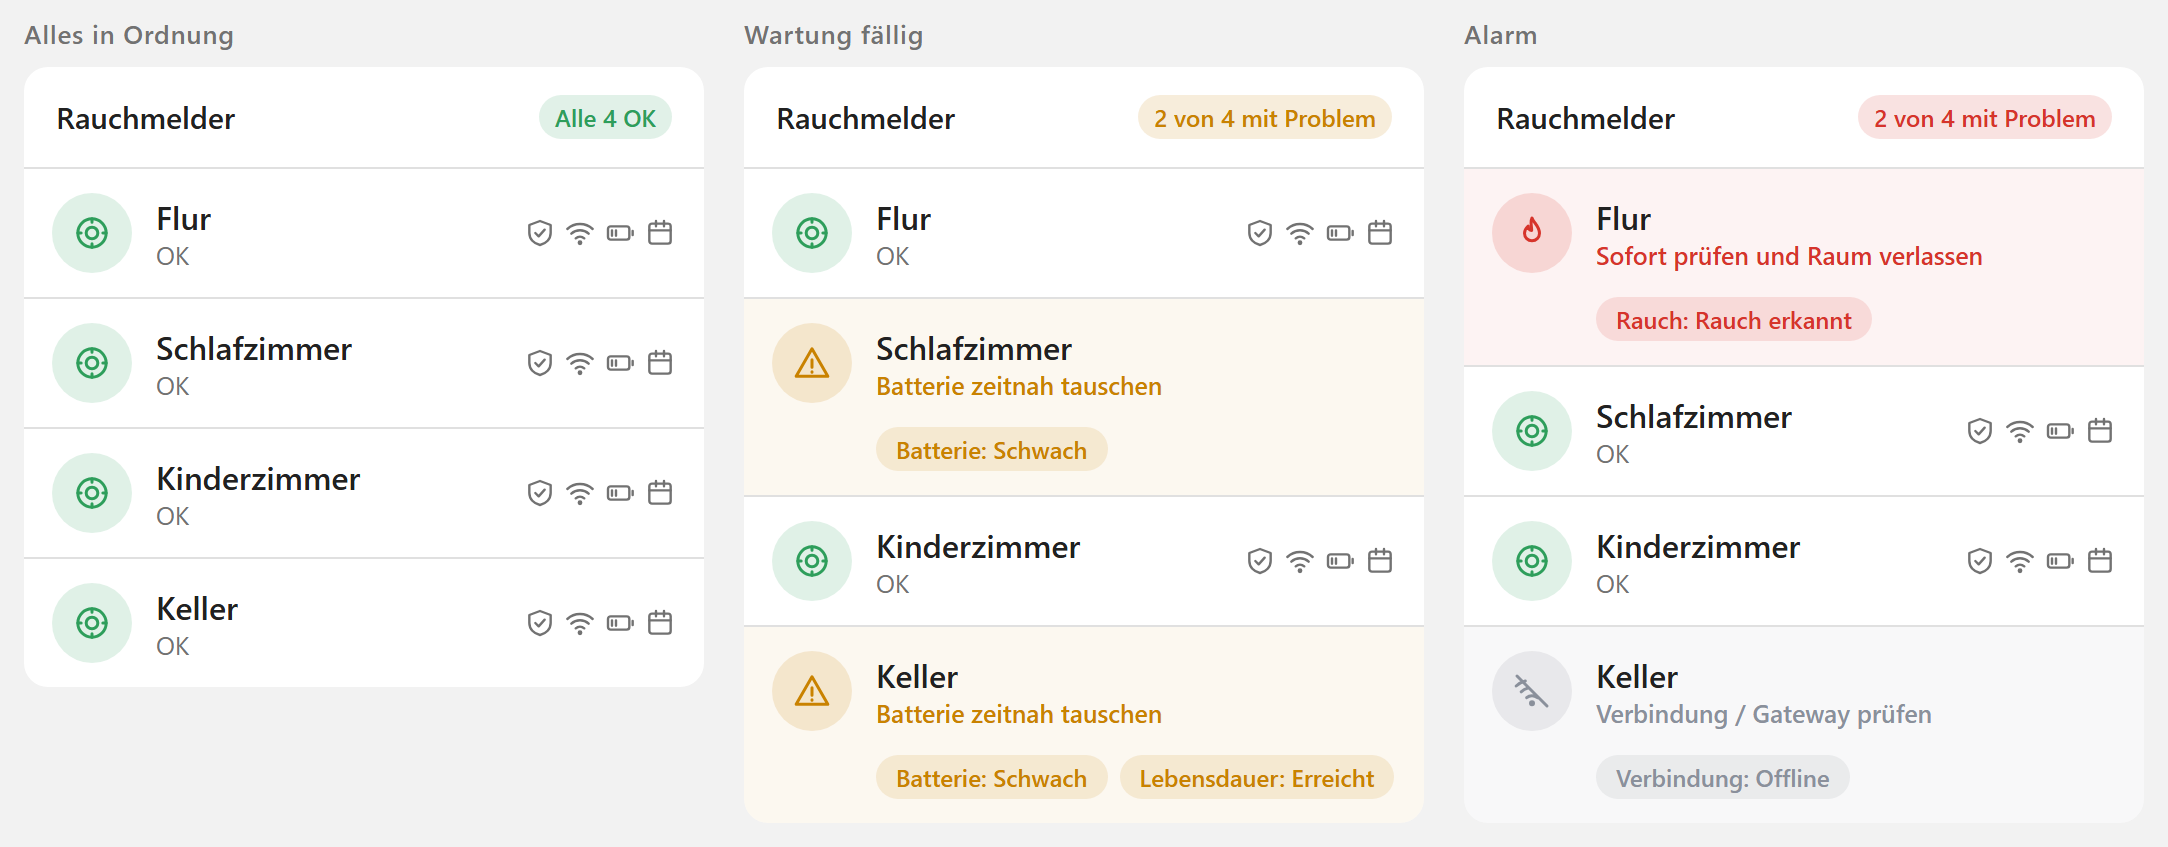 Alles in Ordnung
Rauchmelder
Alle 4 OK
Flur
OK
Schlafzimmer
OK
Kinderzimmer
OK
Keller
OK
Wartung fällig
Rauchmelder
2 von 4 mit Problem
Flur
OK
Schlafzimmer
Batterie zeitnah tauschen
Batterie: Schwach
Kinderzimmer
OK
Keller
Batterie zeitnah tauschen
Batterie: Schwach
Lebensdauer: Erreicht
Alarm
Rauchmelder
2 von 4 mit Problem
Flur
Sofort prüfen und Raum verlassen
Rauch: Rauch erkannt
Schlafzimmer
OK
Kinderzimmer
OK
Keller
Verbindung / Gateway prüfen
Verbindung: Offline